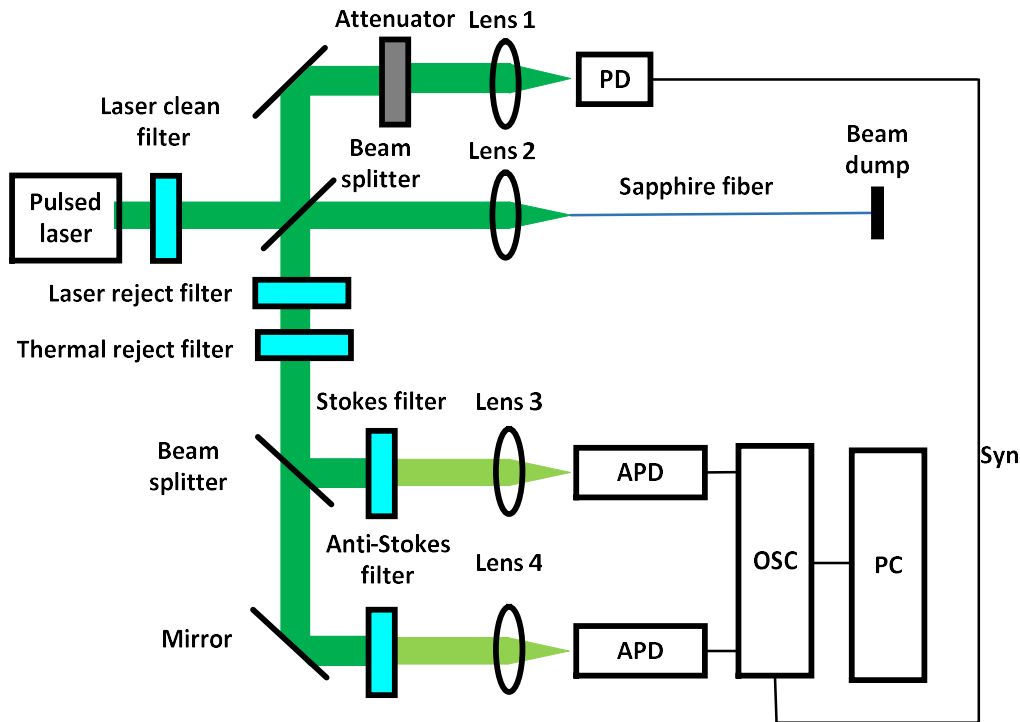 Attenuator
Lens 1
PD
Laser clean
filter
Beam
splitter
Lens 2
Beam
dump
Sapphire fiber
Pulsed
laser
Laser reject filter
Thermal reject filter
Stokes filter
Lens 3
Beam
splitter
APD
Syn
Anti-Stokes
filter
Lens 4
OSC
PC
Mirror
APD